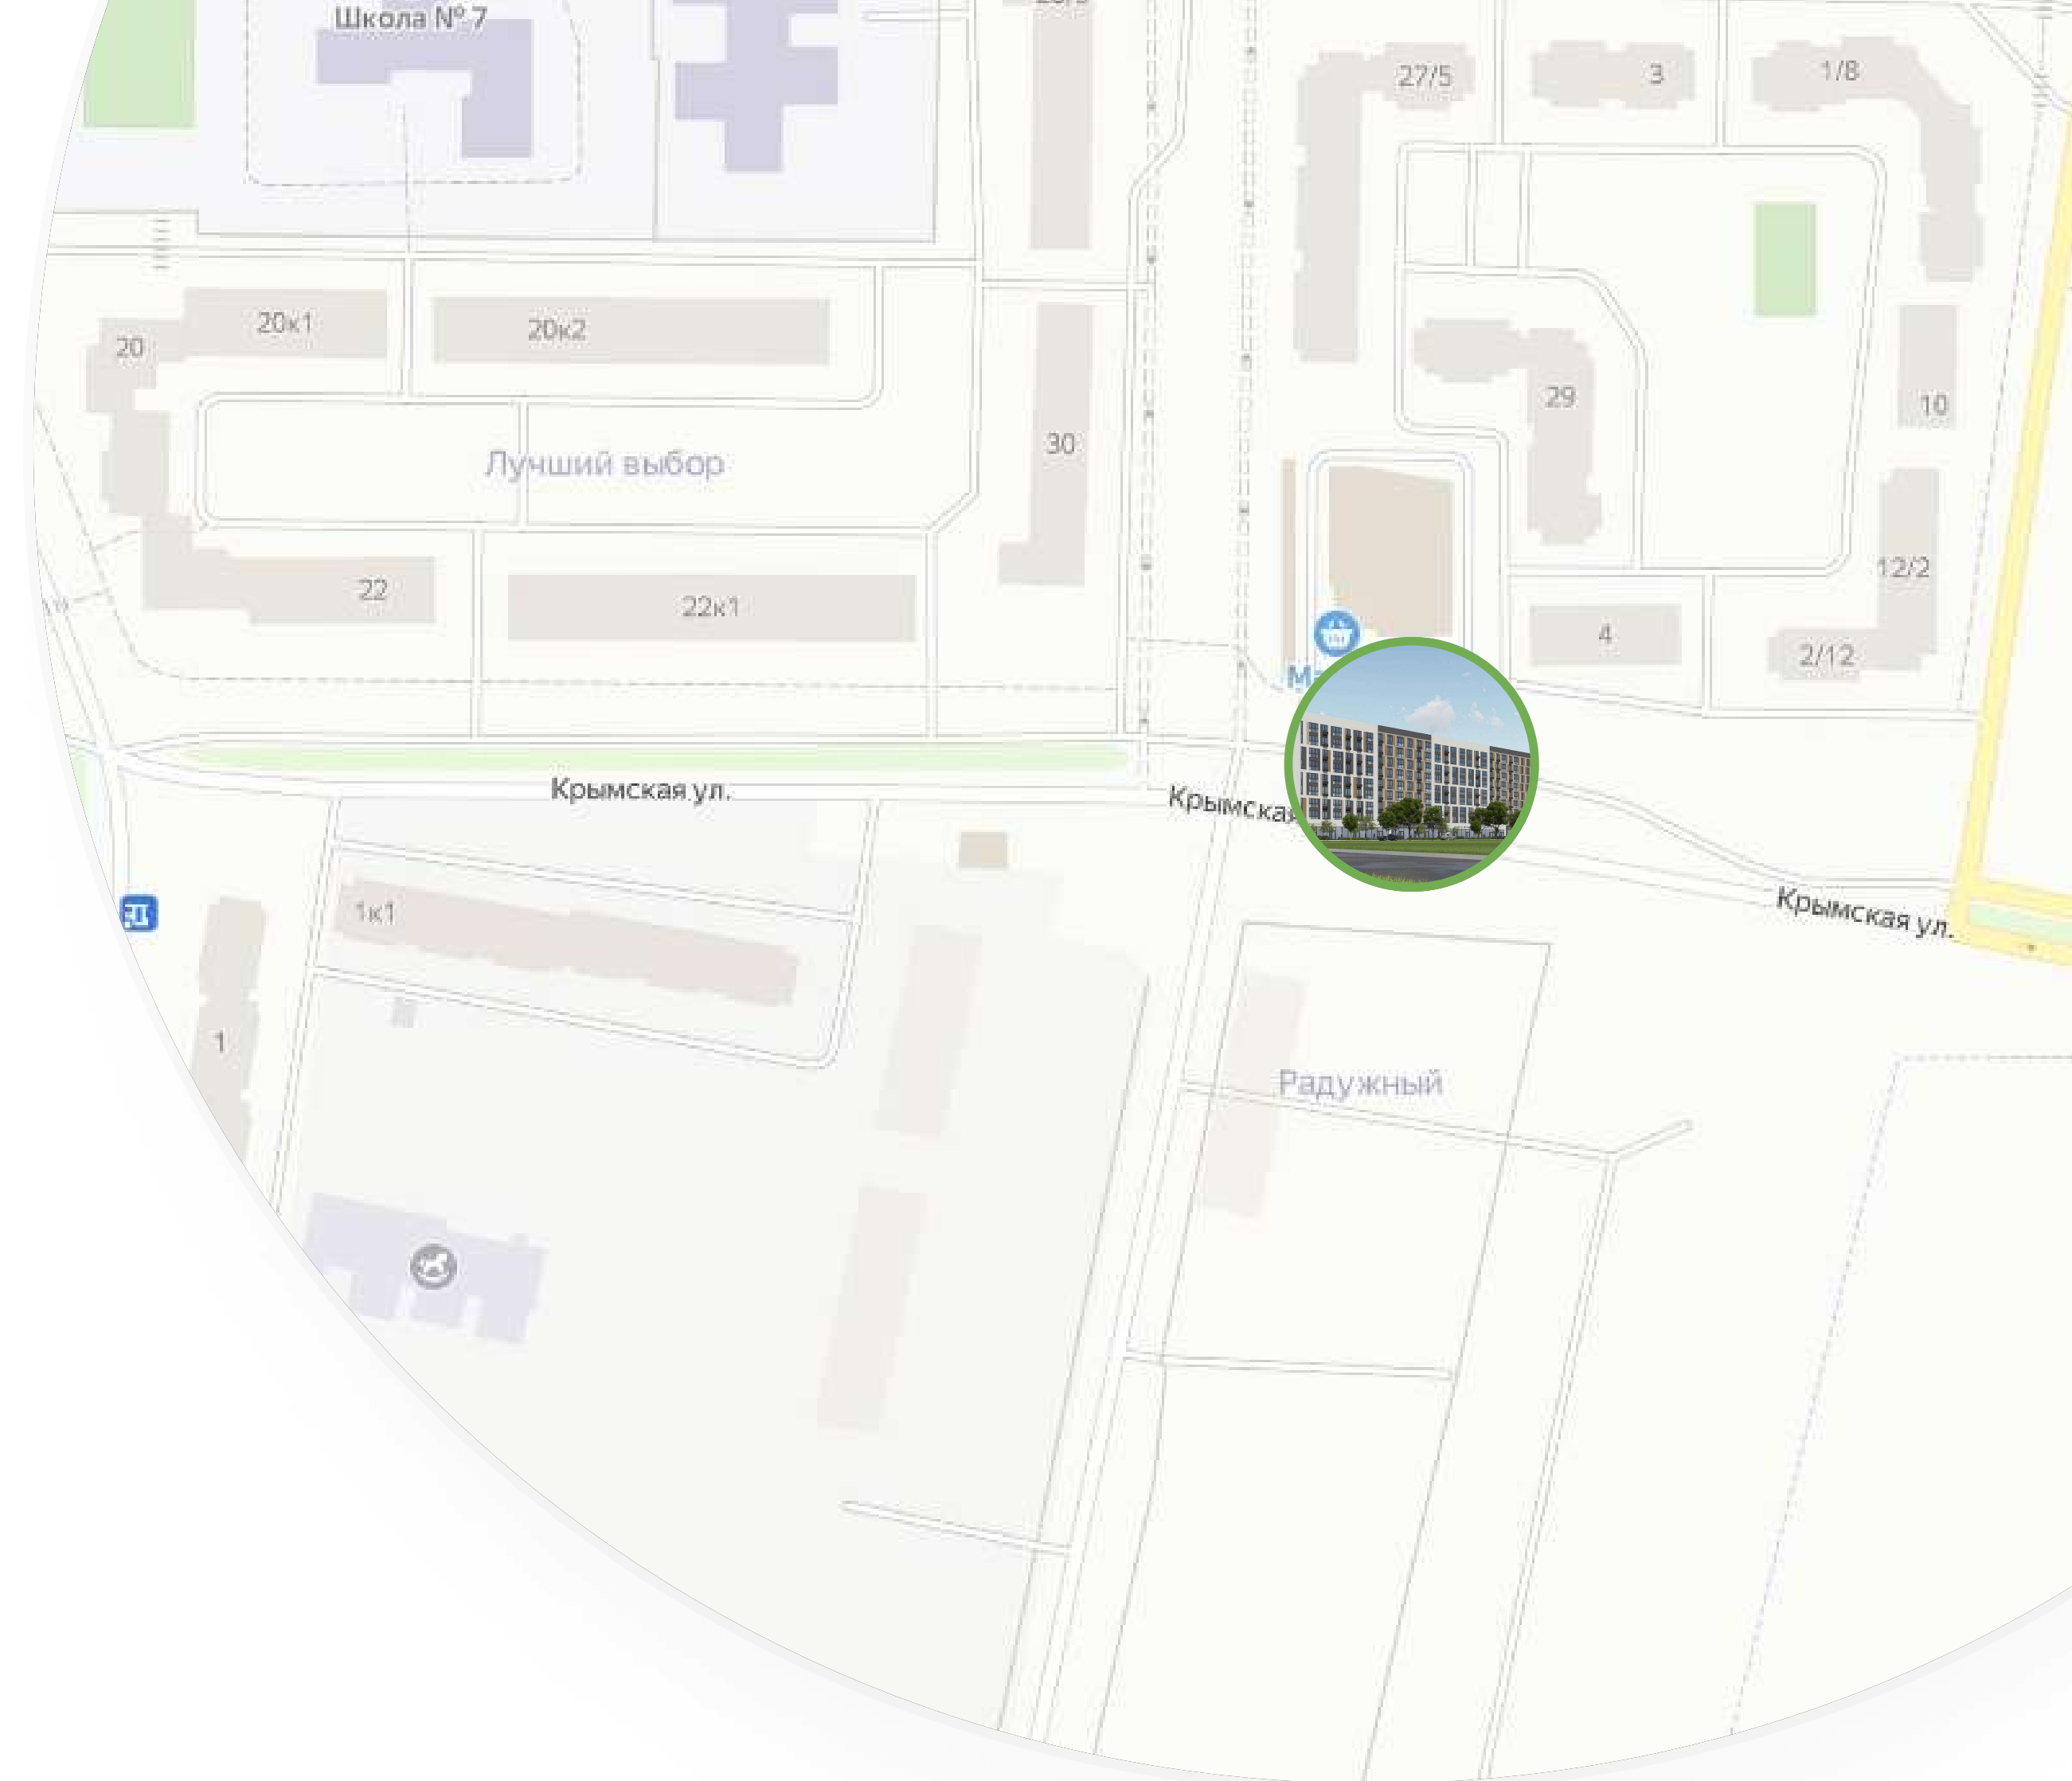 Школа № 7
27/5
3
1/8
20к1
20к2
20
29
10
30
Лучший выбор
12/2
22
22к1
4
2/12
Крымская ул.
Крымская
Крымская ул.
1к1
1
Радужный